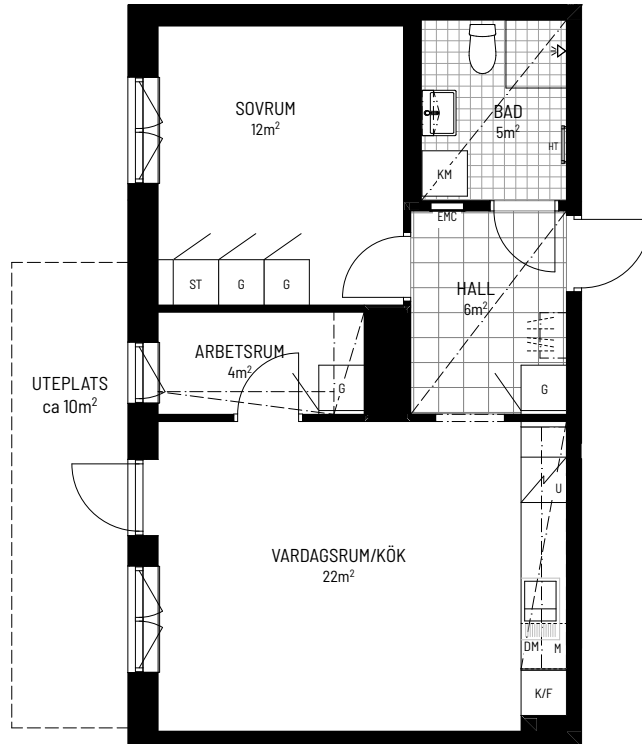 SOVRUM
12m²
BAD
5m²
HT
KM
EMC
ST
G
G
HALL
6m²
ARBETSRUM
4m²
G
G
UTEPLATS
ca 10m²
U
VARDAGSRUM/KÖK
22m²
DM
M
K/F